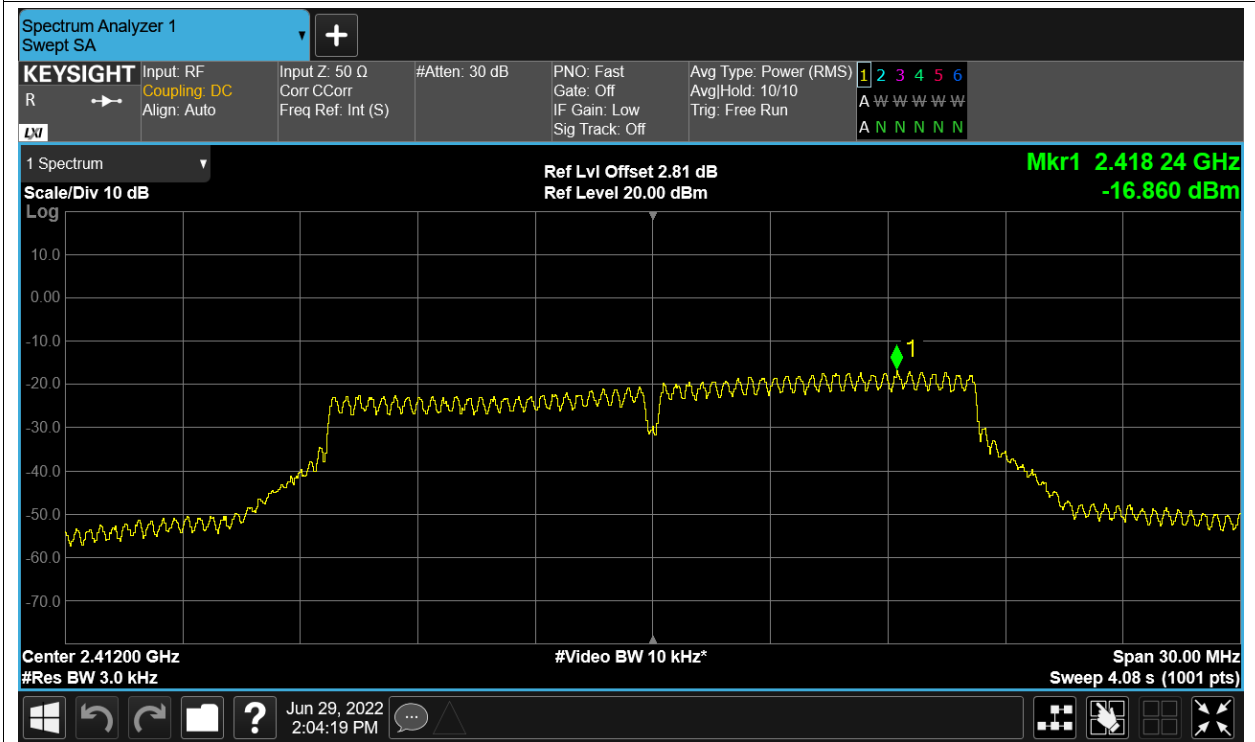 Spectrum Analyzer 1
Swept SA
+
KEYSIGHT
R
LXI
Input: RF
Coupling: DC
Align: Auto
Input Z: 50 Ω
Corr CCorr
Freq Ref: Int (S)
#Atten: 30 dB
PNO: Fast
Gate: Off
IF Gain: Low
Sig Track: Off
Avg Type: Power (RMS)
Avg|Hold: 10/10
Trig: Free Run
1 2 3 4 5 6
A W W W W W
A N N N N N
1 Spectrum
Scale/Div 10 dB
Log
Ref Lvl Offset 2.81 dB
Ref Level 20.00 dBm
Mkr1 2.418 24 GHz
-16.860 dBm
10.0
0.00
-10.0
1
-20.0
-30.0
-40.0
-50.0
-60.0
-70.0
Center 2.41200 GHz
#Res BW 3.0 kHz
#Video BW 10 kHz*
Span 30.00 MHz
Sweep 4.08 s (1001 pts)
?
Jun 29, 2022
2:04:19 PM